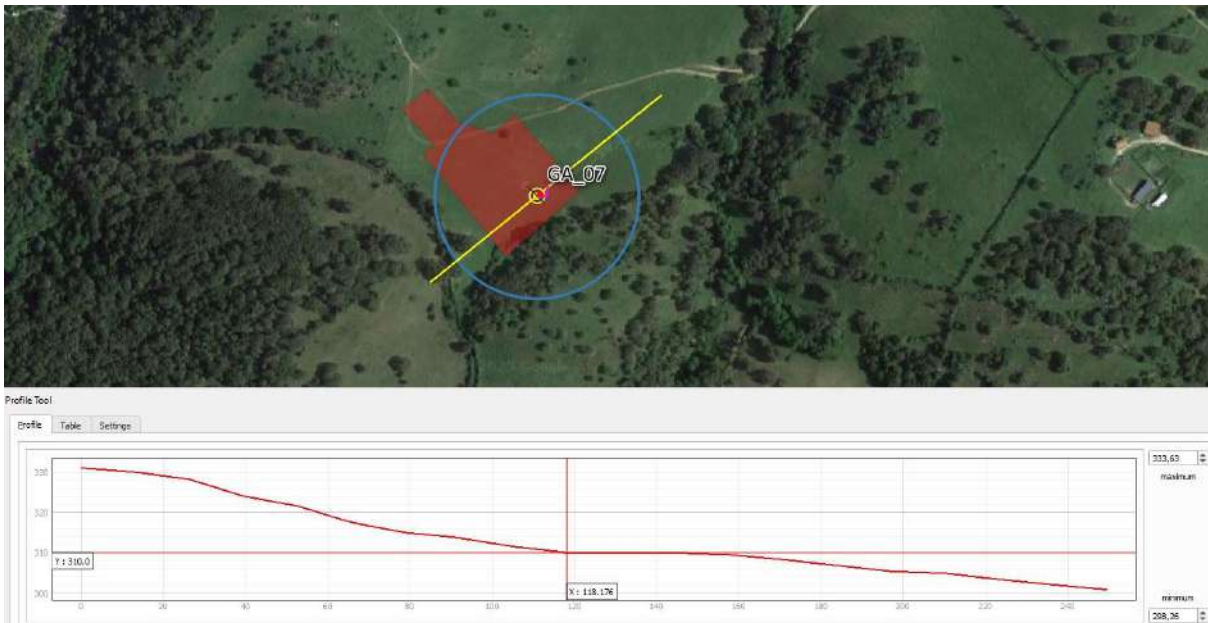 GA_07
Profile Tool
Profile Table Settings
333,63
maximum
330
320
310
300
Y : 310.0
X : 118.176
0 20 40 60 80 100 120 140 160 180 200 220 240
minimum
298,26